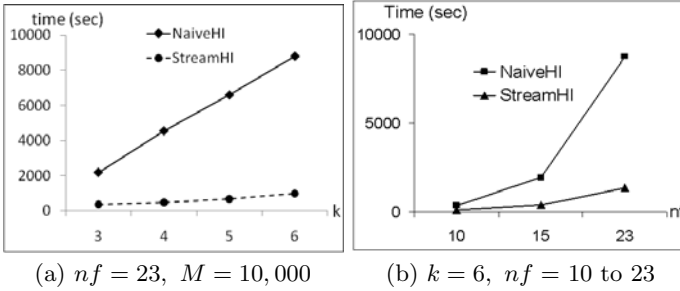 time (sec)
10000
8000
6000
4000
2000
0
NaiveHI
StreamHI
3 4 5 6
k
(a) nf = 23, M = 10,000
Time (sec)
10000
5000
0
NaiveHI
StreamHI
10 15 23
nf
(b) k = 6, nf = 10 to 23